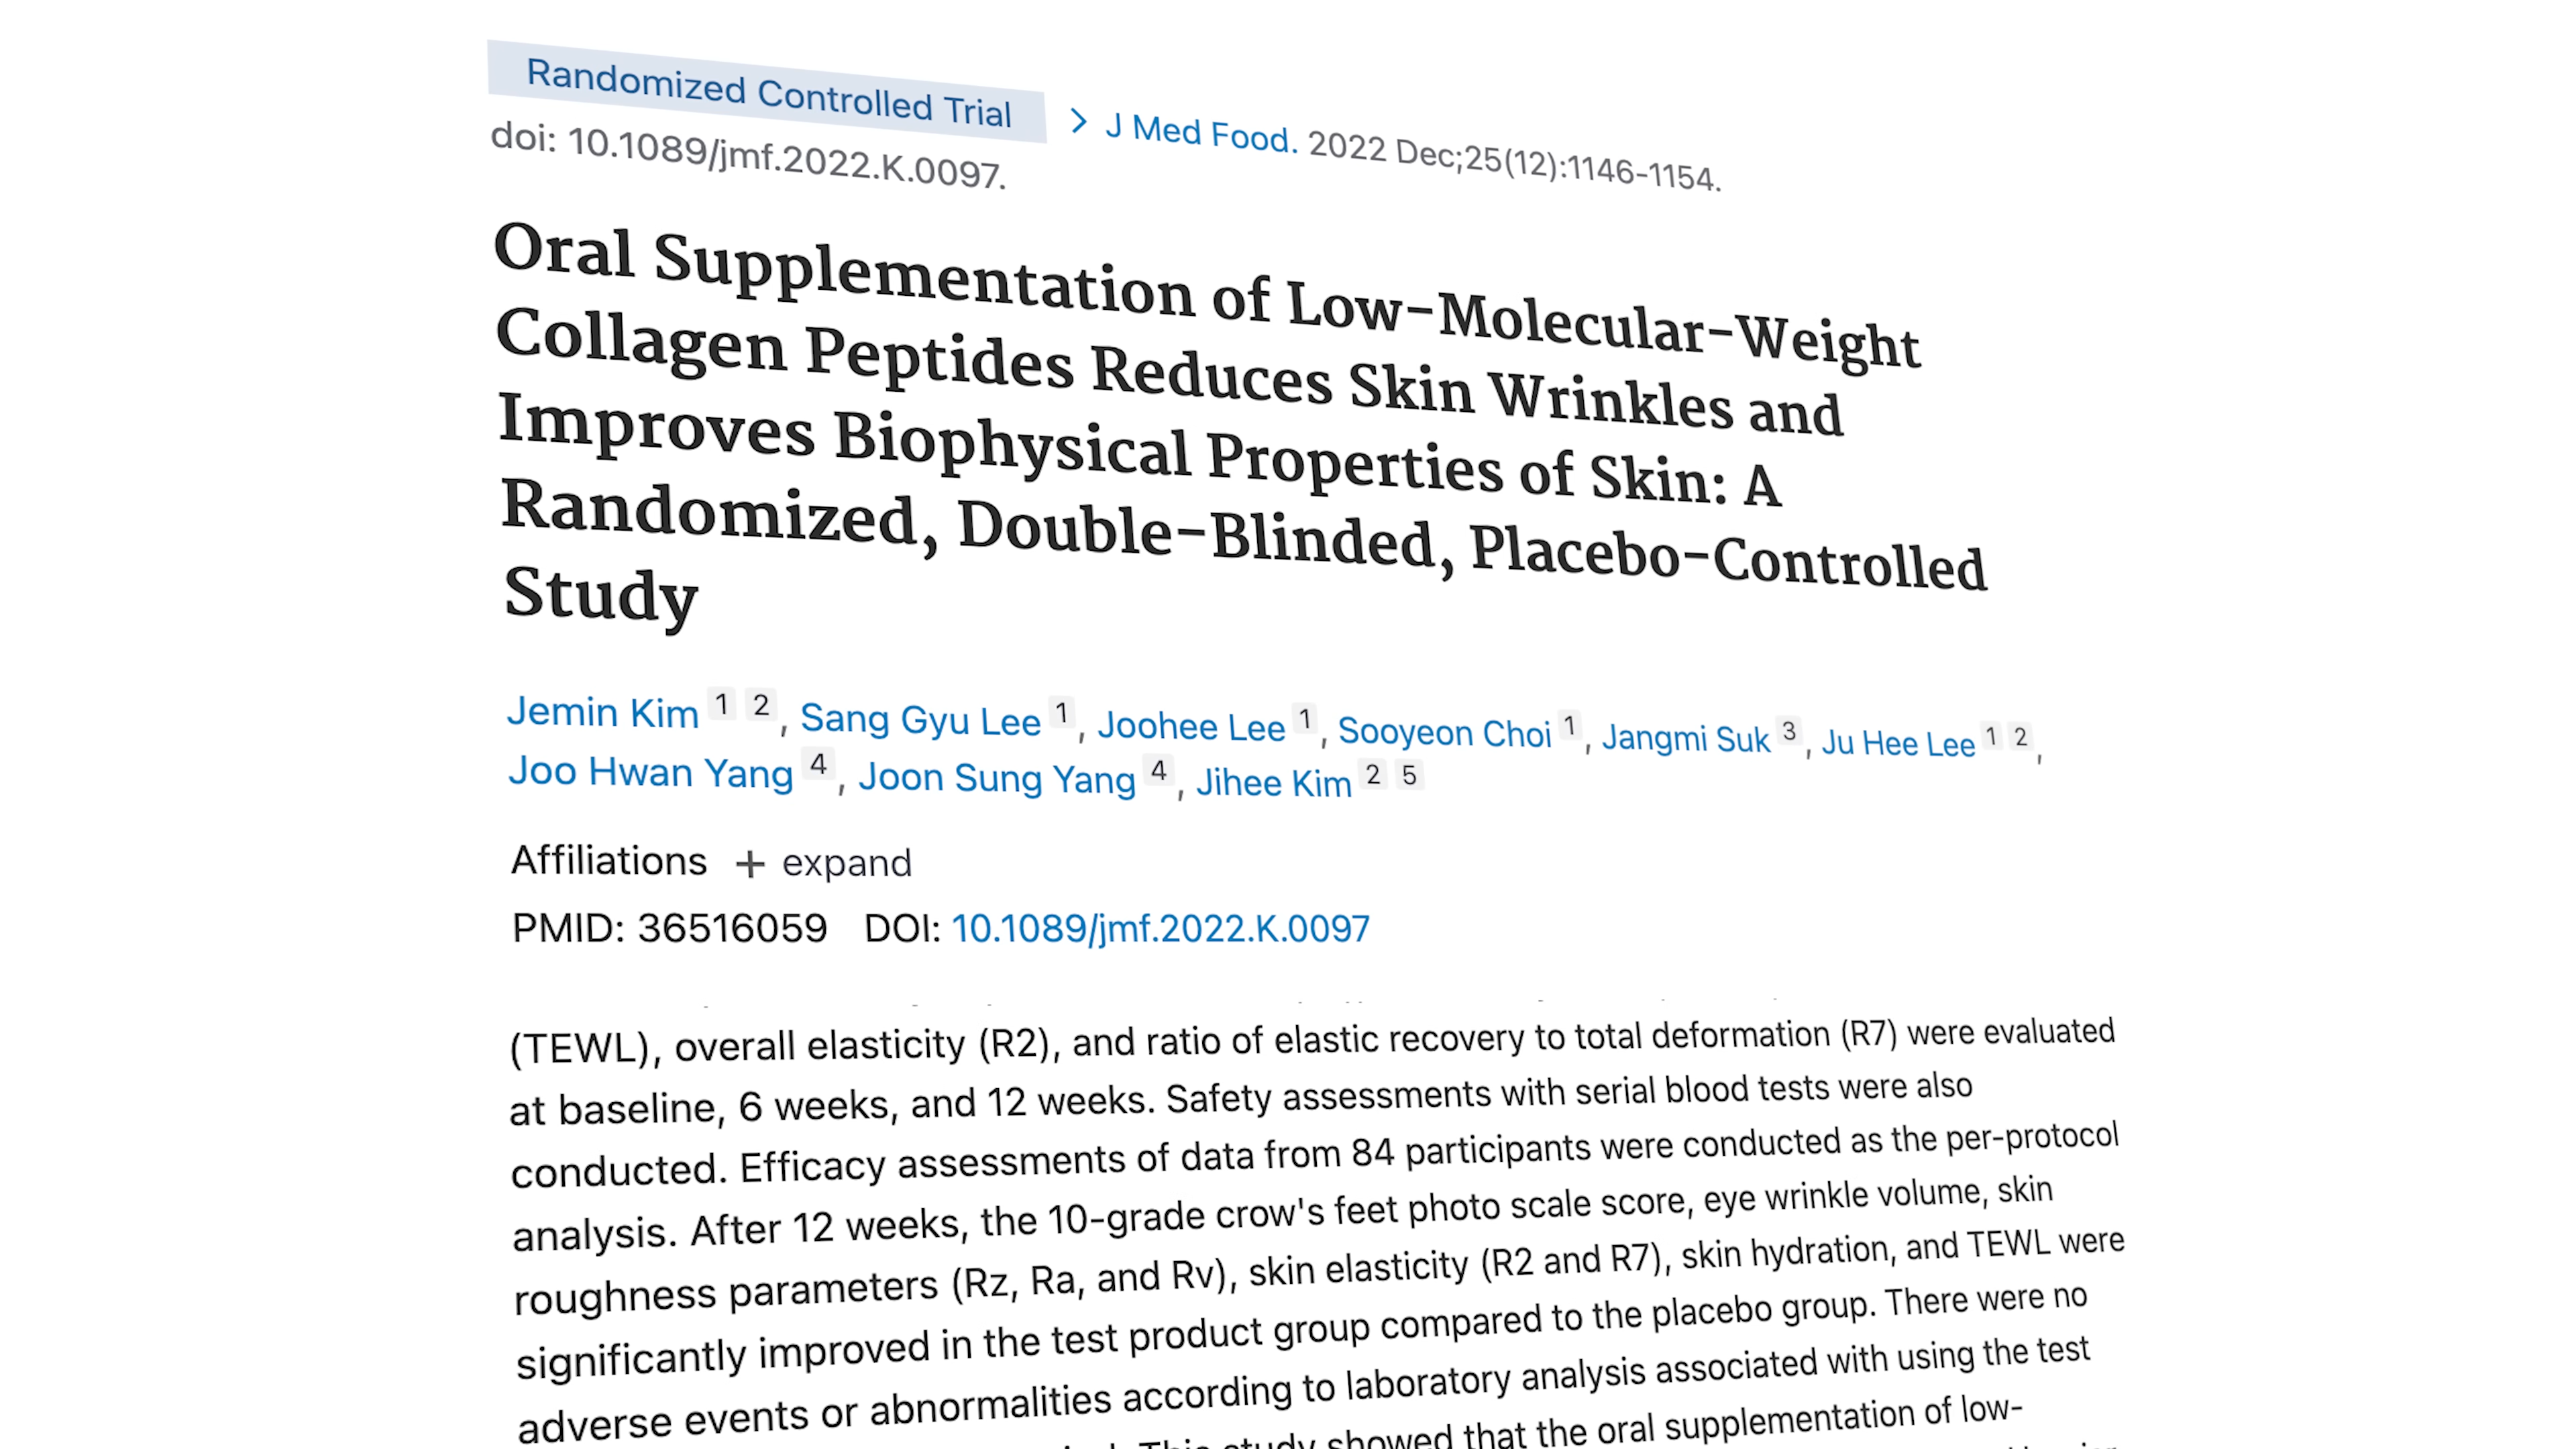 Randomized Controlled Trial > J Med Food. 2022 Dec;25(12):1146-1154.
doi: 10.1089/jmf.2022.K.0097.
Oral Supplementation of Low-Molecular-Weight
Collagen Peptides Reduces Skin Wrinkles and
Improves Biophysical Properties of Skin: A
Randomized, Double-Blinded, Placebo-Controlled
Study
Jemin Kim 1 2, Sang Gyu Lee 1, Joohee Lee 1, Sooyeon Choi 1, Jangmi Suk 3, Ju Hee Lee 1 2,
Joo Hwan Yang 4, Joon Sung Yang 4, Jihee Kim 2 5
Affiliations + expand
PMID: 36516059 DOI: 10.1089/jmf.2022.K.0097
(TEWL), overall elasticity (R2), and ratio of elastic recovery to total deformation (R7) were evaluated
at baseline, 6 weeks, and 12 weeks. Safety assessments with serial blood tests were also
conducted. Efficacy assessments of data from 84 participants were conducted as the per-protocol
analysis. After 12 weeks, the 10-grade crow's feet photo scale score, eye wrinkle volume, skin
roughness parameters (Rz, Ra, and Rv), skin elasticity (R2 and R7), skin hydration, and TEWL were
significantly improved in the test product group compared to the placebo group. There were no
adverse events or abnormalities according to laboratory analysis associated with using the test
This study showed that the oral supplementation of low-